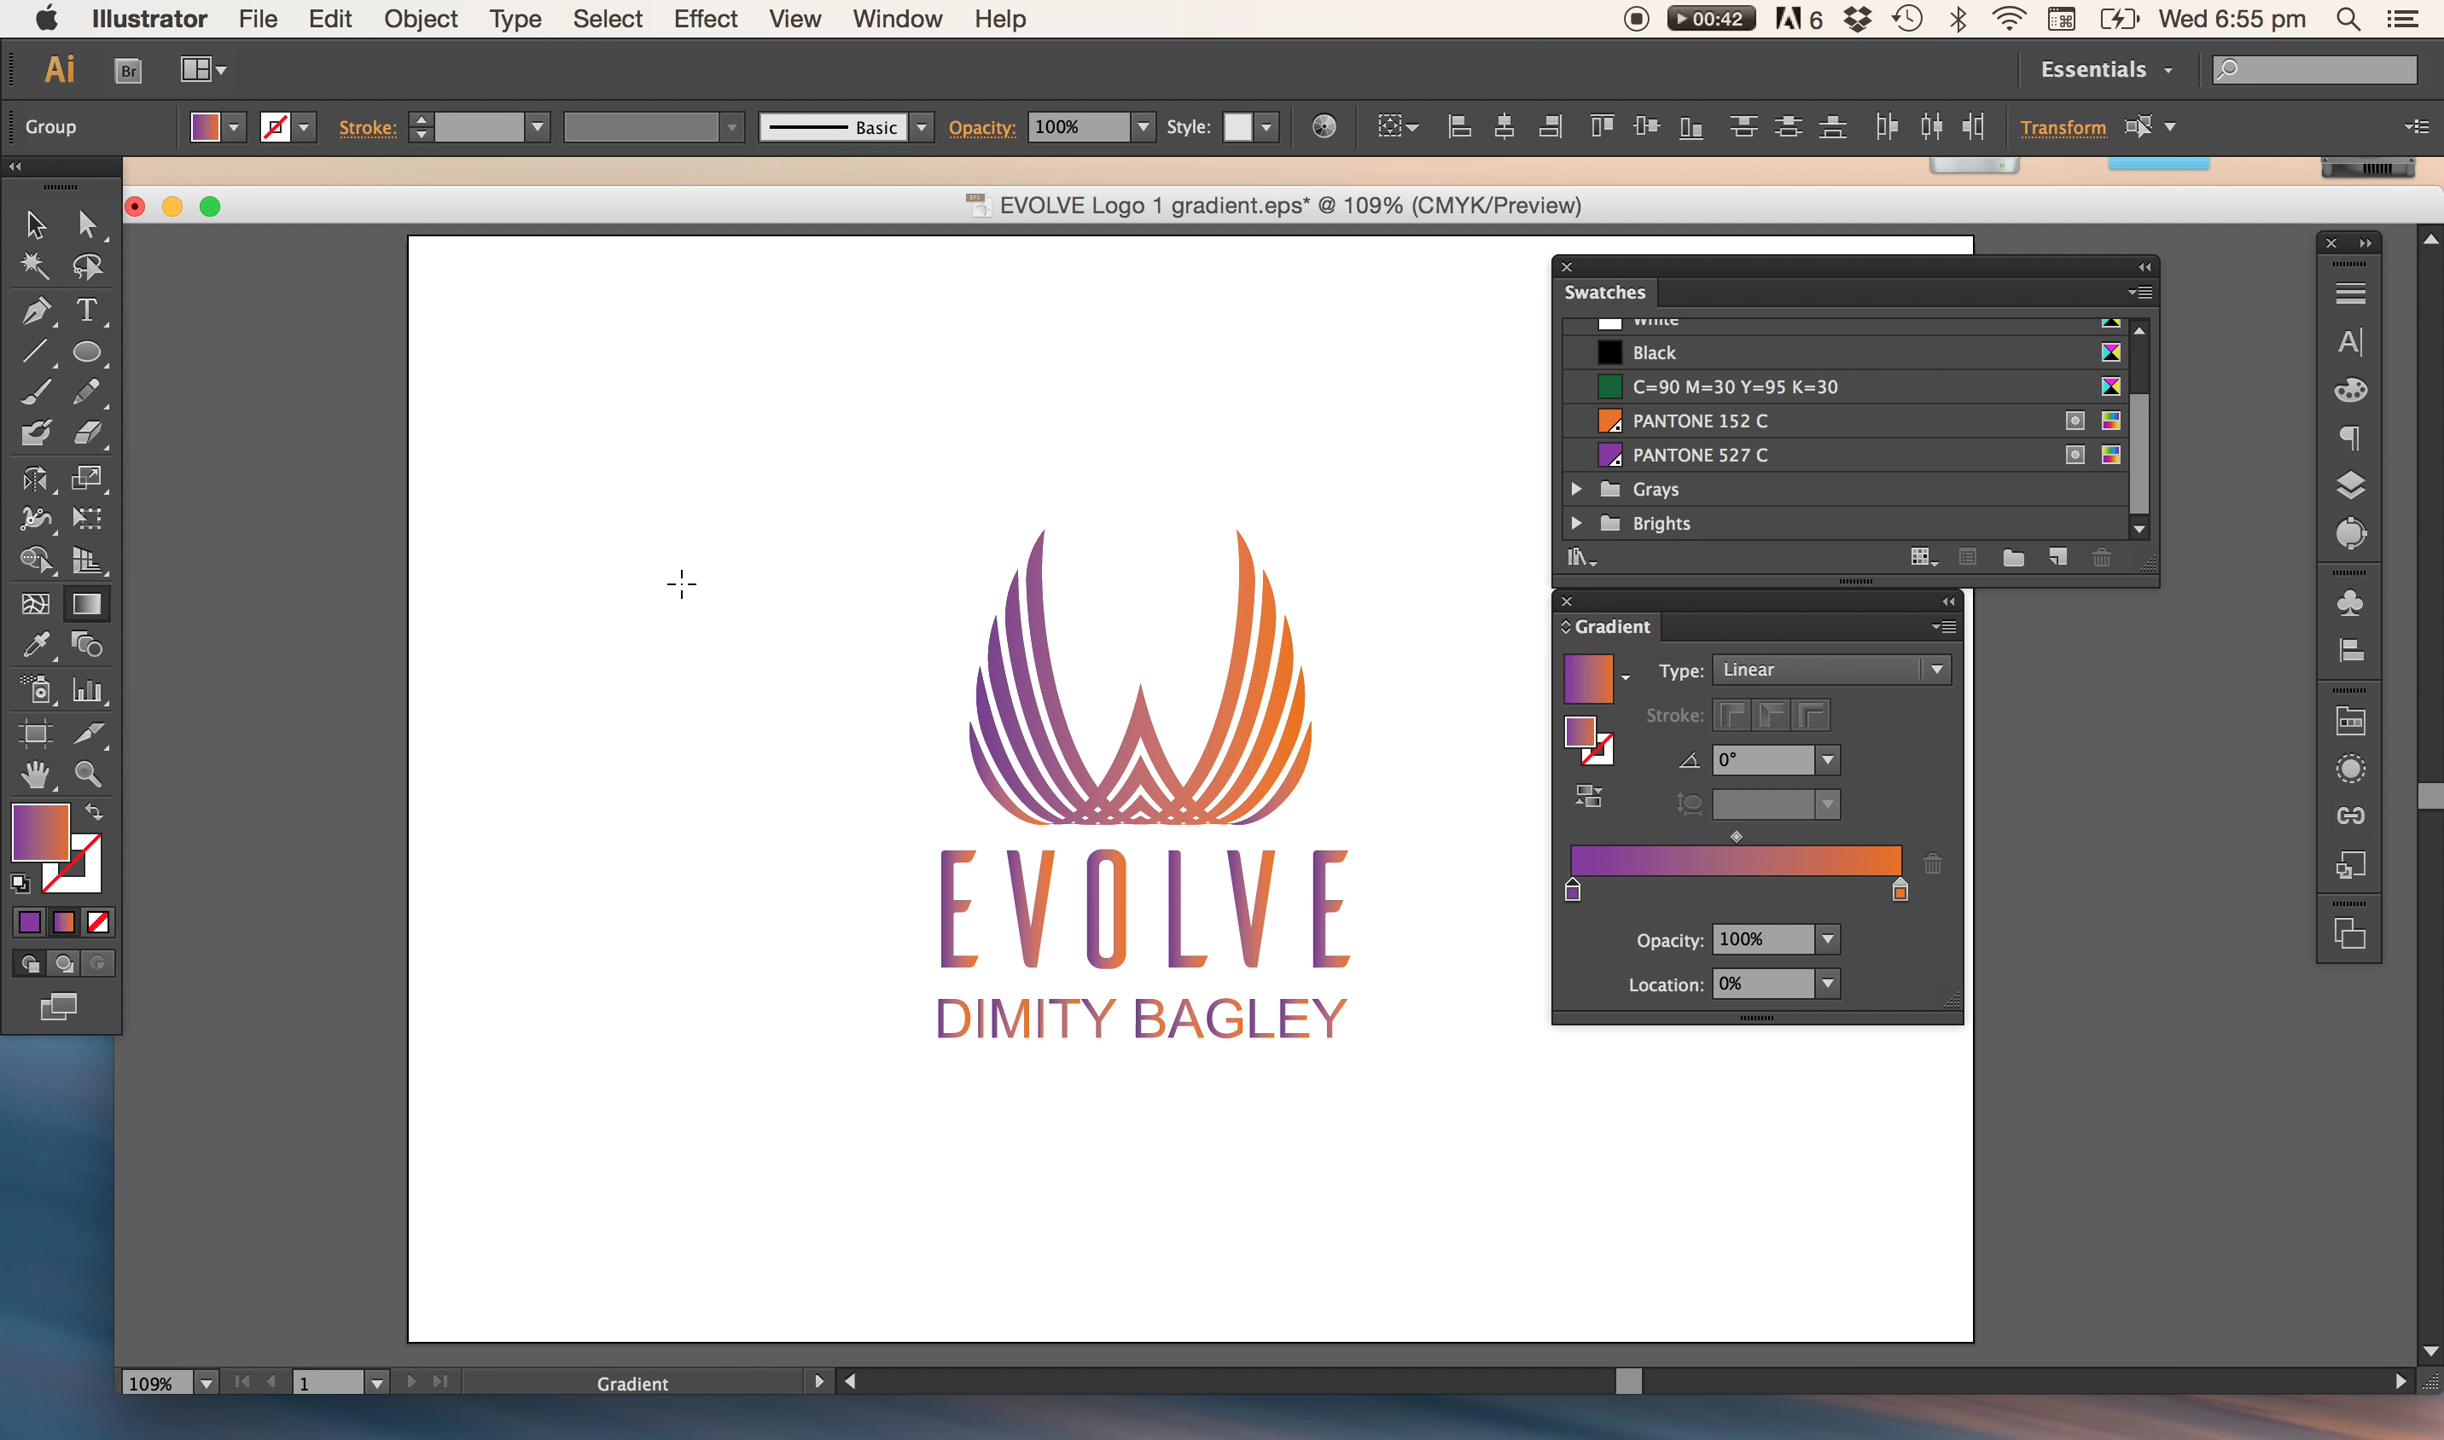 Illustrator File Edit Object Type Select Effect View Window Help 00:42 6 Wed 6:55 pm
Ai Br Essentials
Group Stroke: Basic Opacity: 100% Style: Transform
EVOLVE Logo 1 gradient.eps* @ 109% (CMYK/Preview)
Swatches
White
Black
C=90 M=30 Y=95 K=30
PANTONE 152 C
PANTONE 527 C
Grays
Brights
Gradient
Type: Linear
Stroke:
0°
Opacity: 100%
Location: 0%
EVOLVE
DIMITY BAGLEY
109% 1 Gradient